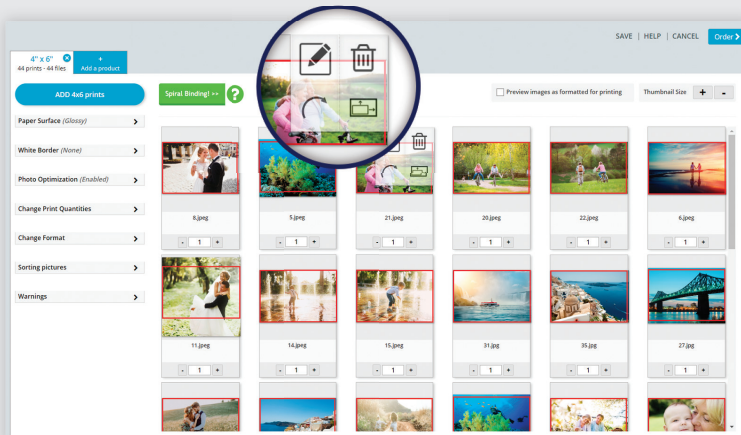 SAVE | HELP | CANCEL Order >
4" x 6"
44 prints - 44 files
+
Add a product
ADD 4x6 prints
Spiral Binding! >> ?
Preview images as formatted for printing
Thumbnail Size + -
Paper Surface (Glossy) >
White Border (None) >
Photo Optimization (Enabled) >
Change Print Quantities >
Change Format >
Sorting pictures >
Warnings >
8.jpeg 5.jpeg 21.jpeg 20.jpeg 22.jpeg 6.jpeg
- 1 + - 1 + - 1 + - 1 + - 1 + - 1 +
11.jpeg 14.jpeg 15.jpeg 31.jpg 35.jpg 27.jpg
- 1 + - 1 + - 1 + - 1 + - 1 + - 1 +